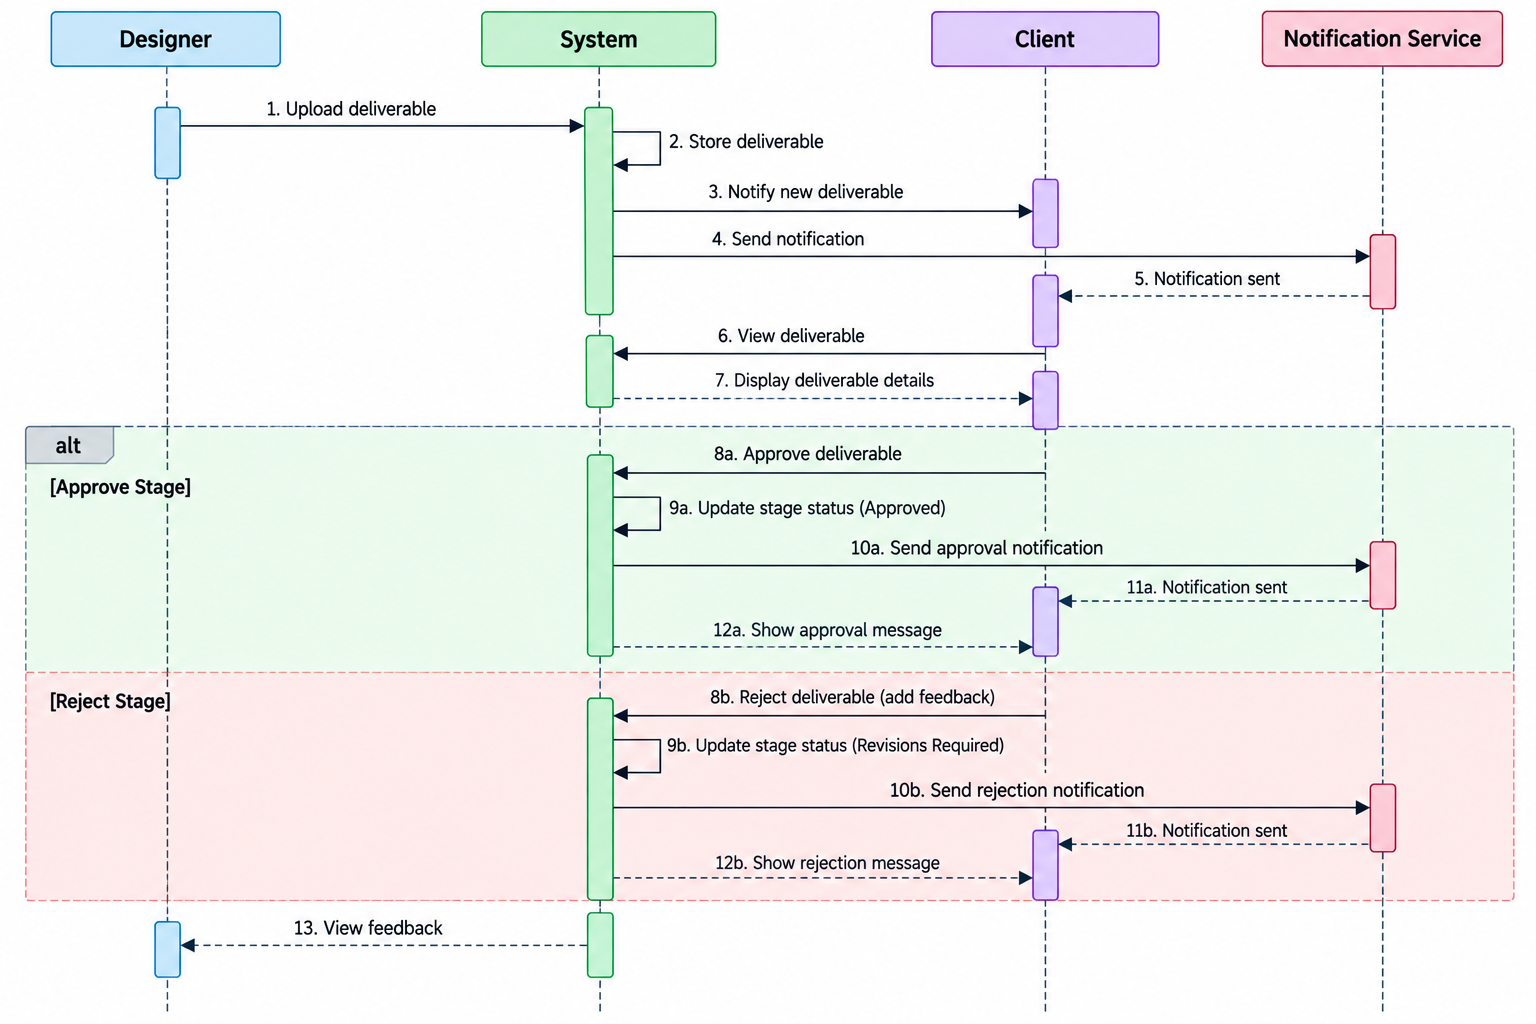 Designer
System
Client
Notification Service
1. Upload deliverable
2. Store deliverable
3. Notify new deliverable
4. Send notification
5. Notification sent
6. View deliverable
7. Display deliverable details
alt
8a. Approve deliverable
[Approve Stage]
9a. Update stage status (Approved)
10a. Send approval notification
11a. Notification sent
12a. Show approval message
[Reject Stage]
8b. Reject deliverable (add feedback)
9b. Update stage status (Revisions Required)
10b. Send rejection notification
11b. Notification sent
12b. Show rejection message
13. View feedback